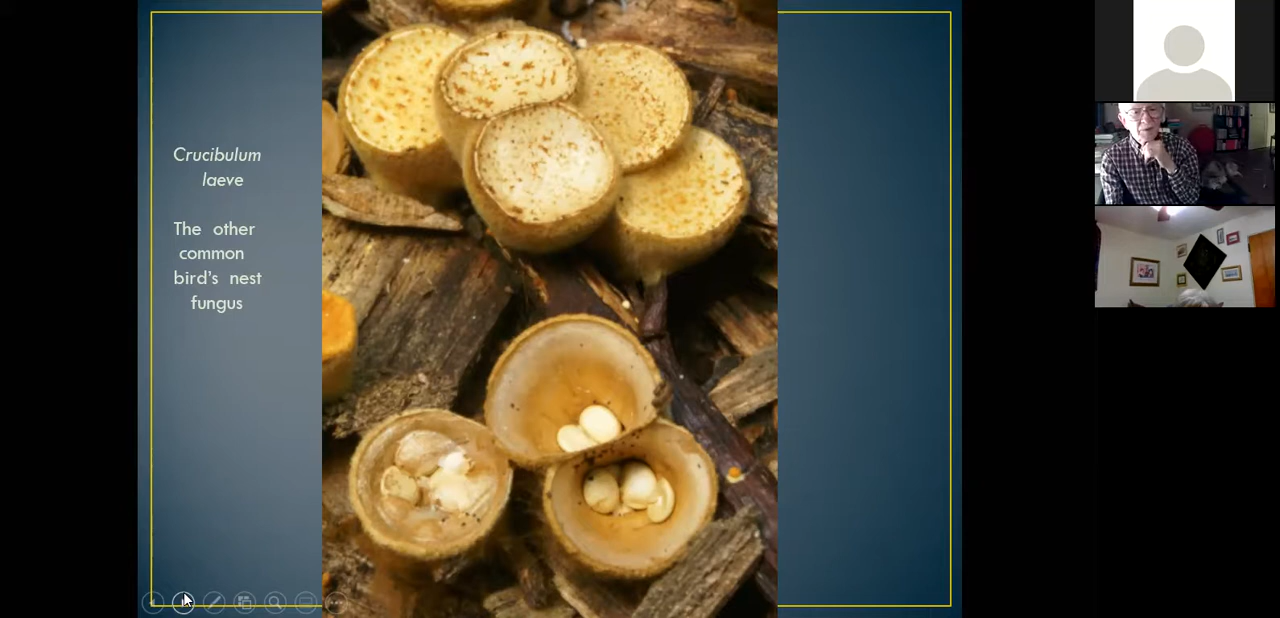 Crucibulum
laeve
The other
common
bird's nest
fungus